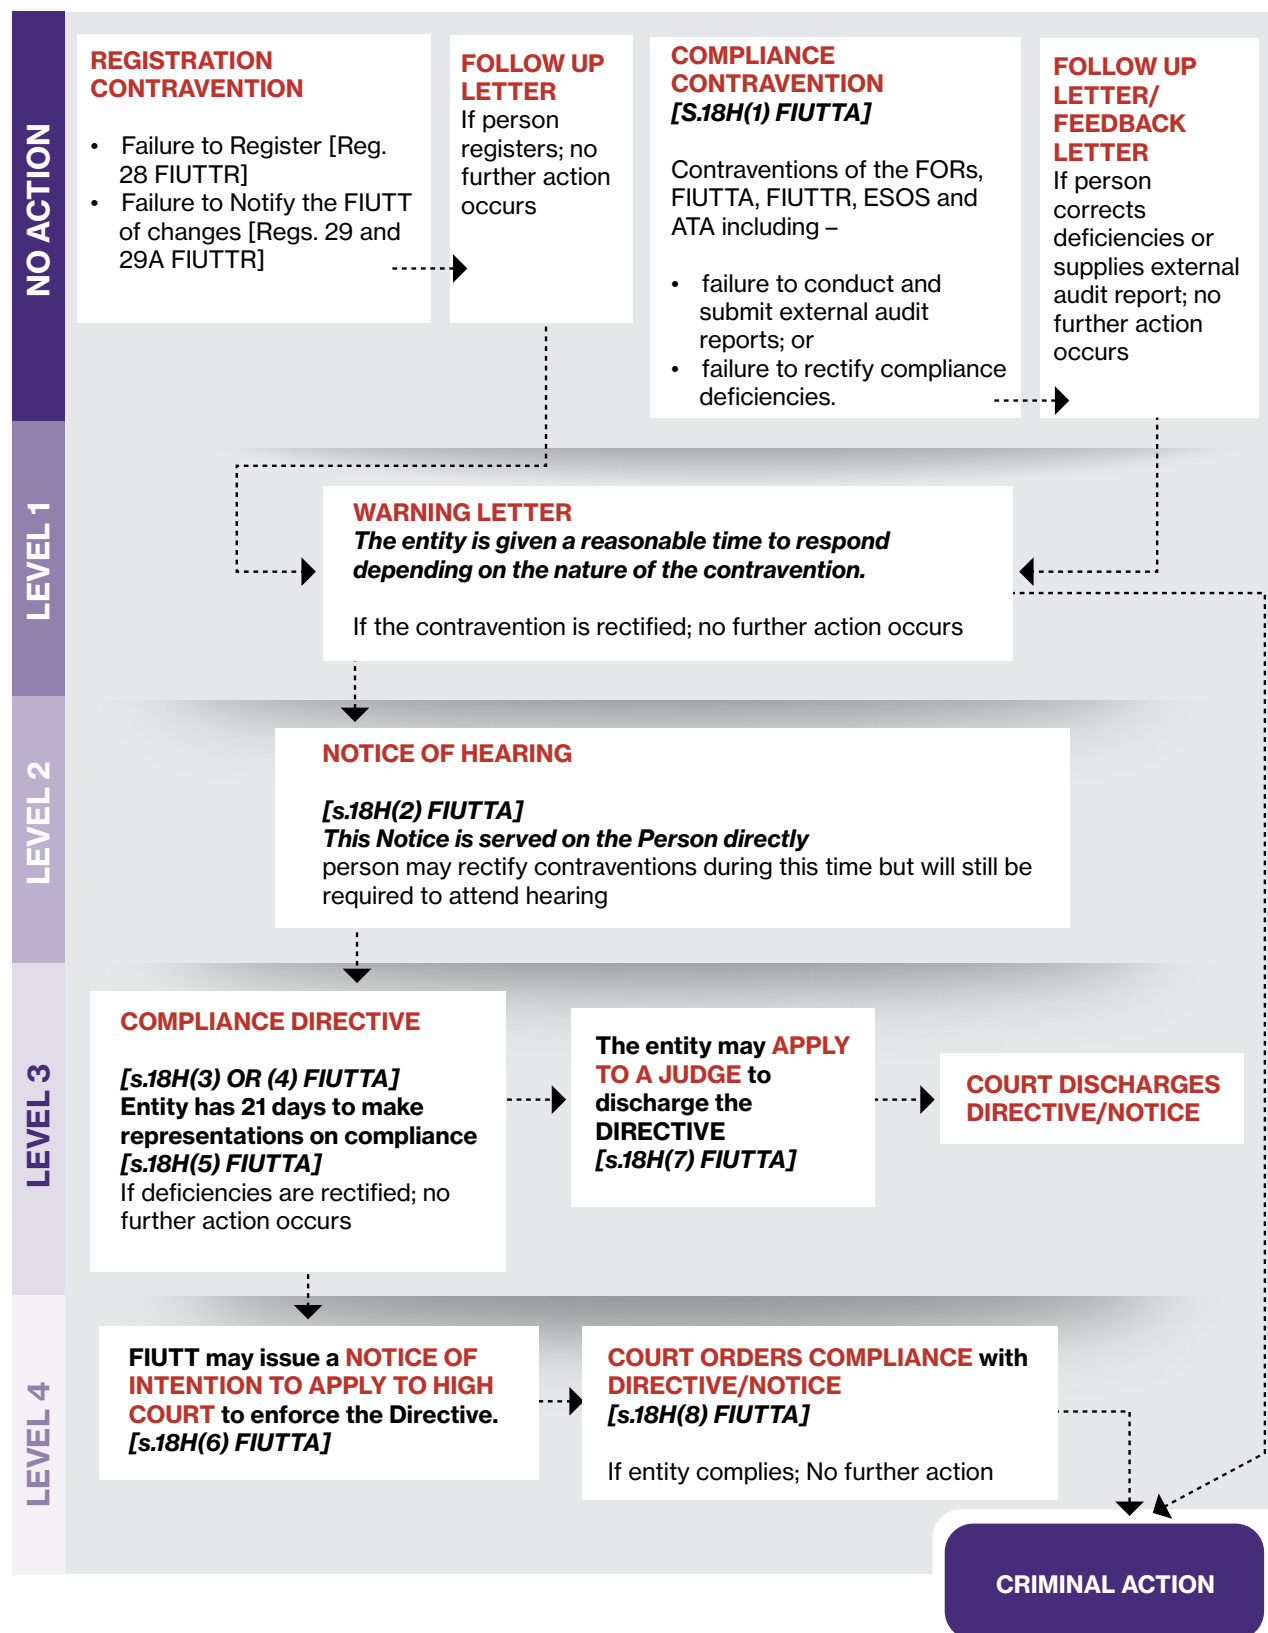 NO ACTION
REGISTRATION
CONTRAVENTION
• Failure to Register [Reg.
28 FIUTTR]
• Failure to Notify the FIUTT
of changes [Regs. 29 and
29A FIUTTR]
FOLLOW UP
LETTER
If person
registers; no
further action
occurs
COMPLIANCE
CONTRAVENTION
[S.18H(1) FIUTTA]
Contraventions of the FORs,
FIUTTA, FIUTTR, ESOS and
ATA including –
• failure to conduct and
submit external audit
reports; or
• failure to rectify compliance
deficiencies.
FOLLOW UP
LETTER/
FEEDBACK
LETTER
If person
corrects
deficiencies or
supplies external
audit report; no
further action
occurs
LEVEL 1
WARNING LETTER
The entity is given a reasonable time to respond
depending on the nature of the contravention.
If the contravention is rectified; no further action occurs
LEVEL 2
NOTICE OF HEARING
[s.18H(2) FIUTTA]
This Notice is served on the Person directly
person may rectify contraventions during this time but will still be
required to attend hearing
LEVEL 3
COMPLIANCE DIRECTIVE
[s.18H(3) OR (4) FIUTTA]
Entity has 21 days to make
representations on compliance
[s.18H(5) FIUTTA]
If deficiencies are rectified; no
further action occurs
The entity may APPLY
TO A JUDGE to
discharge the
DIRECTIVE
[s.18H(7) FIUTTA]
COURT DISCHARGES
DIRECTIVE/NOTICE
LEVEL 4
FIUTT may issue a NOTICE OF
INTENTION TO APPLY TO HIGH
COURT to enforce the Directive.
[s.18H(6) FIUTTA]
COURT ORDERS COMPLIANCE with
DIRECTIVE/NOTICE
[s.18H(8) FIUTTA]
If entity complies; No further action
CRIMINAL ACTION